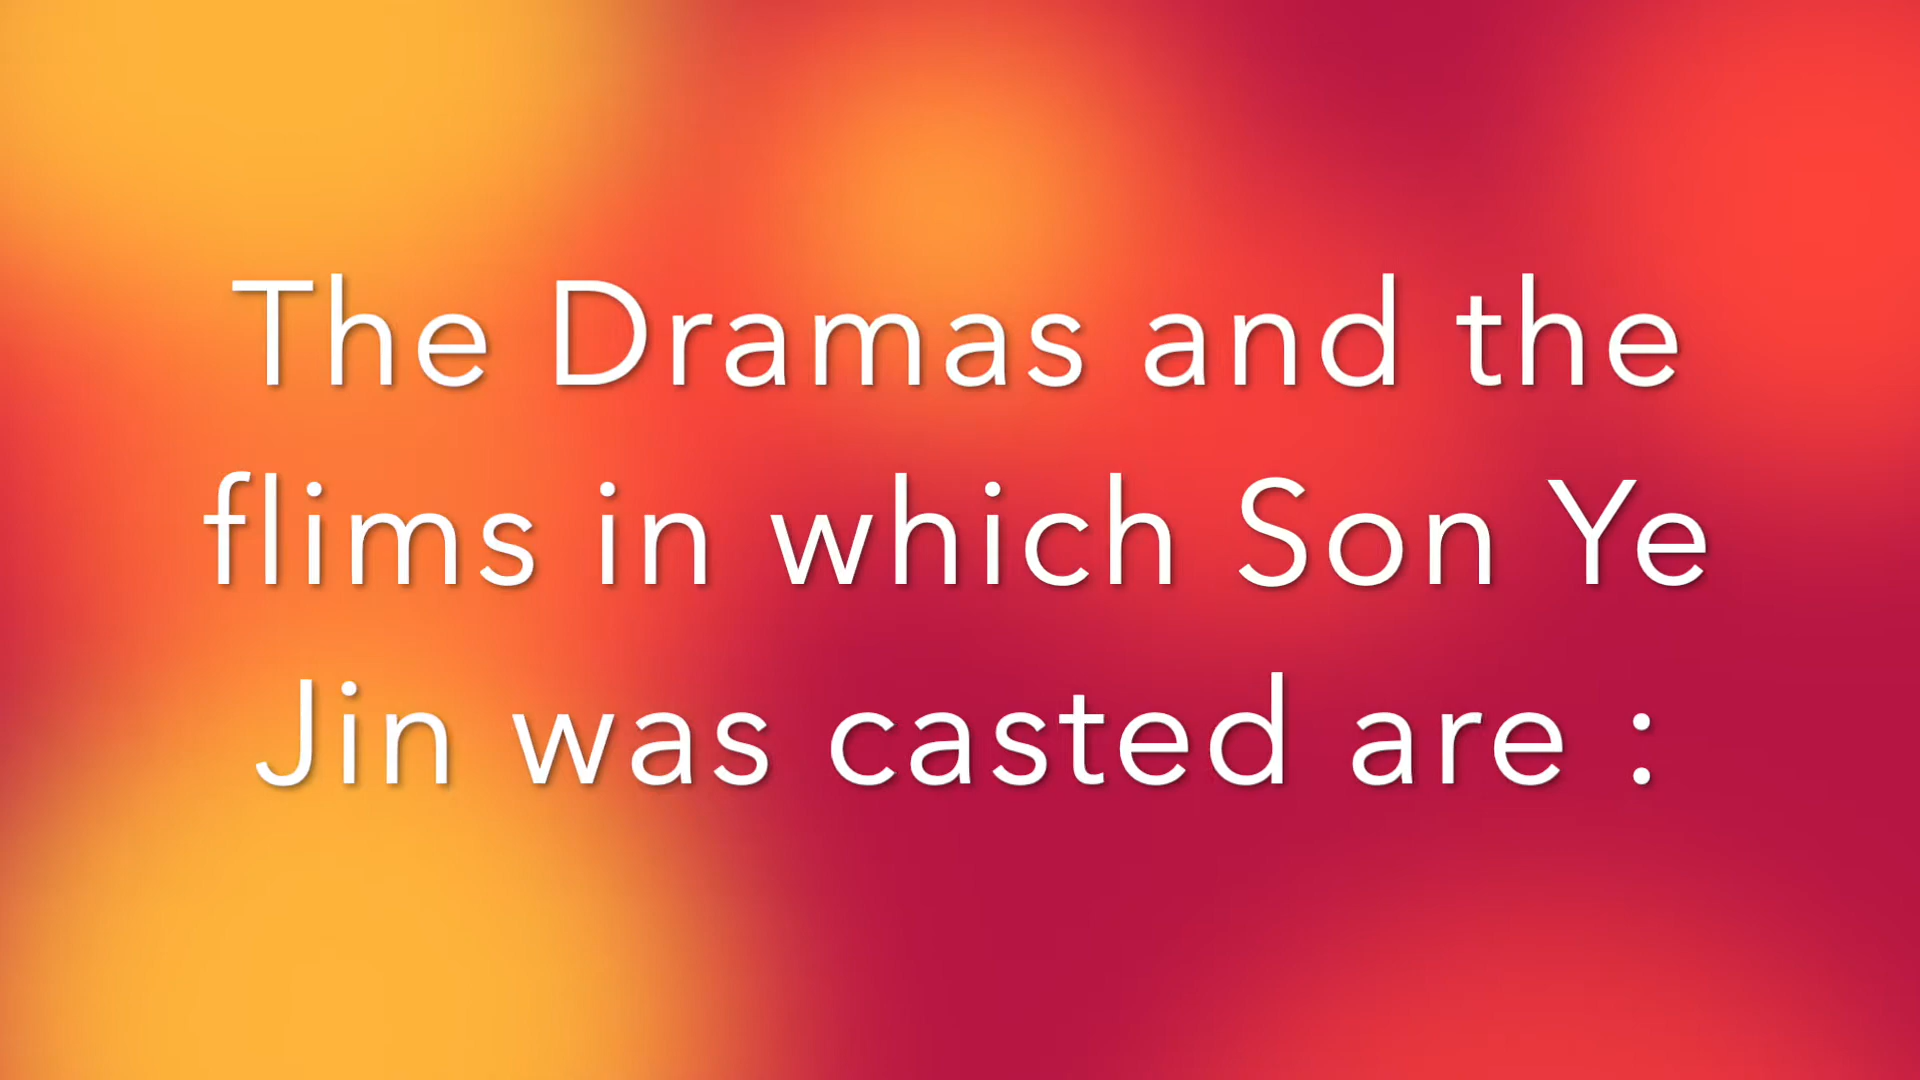 The Dramas and the
flims in which Son Ye
Jin was casted are :